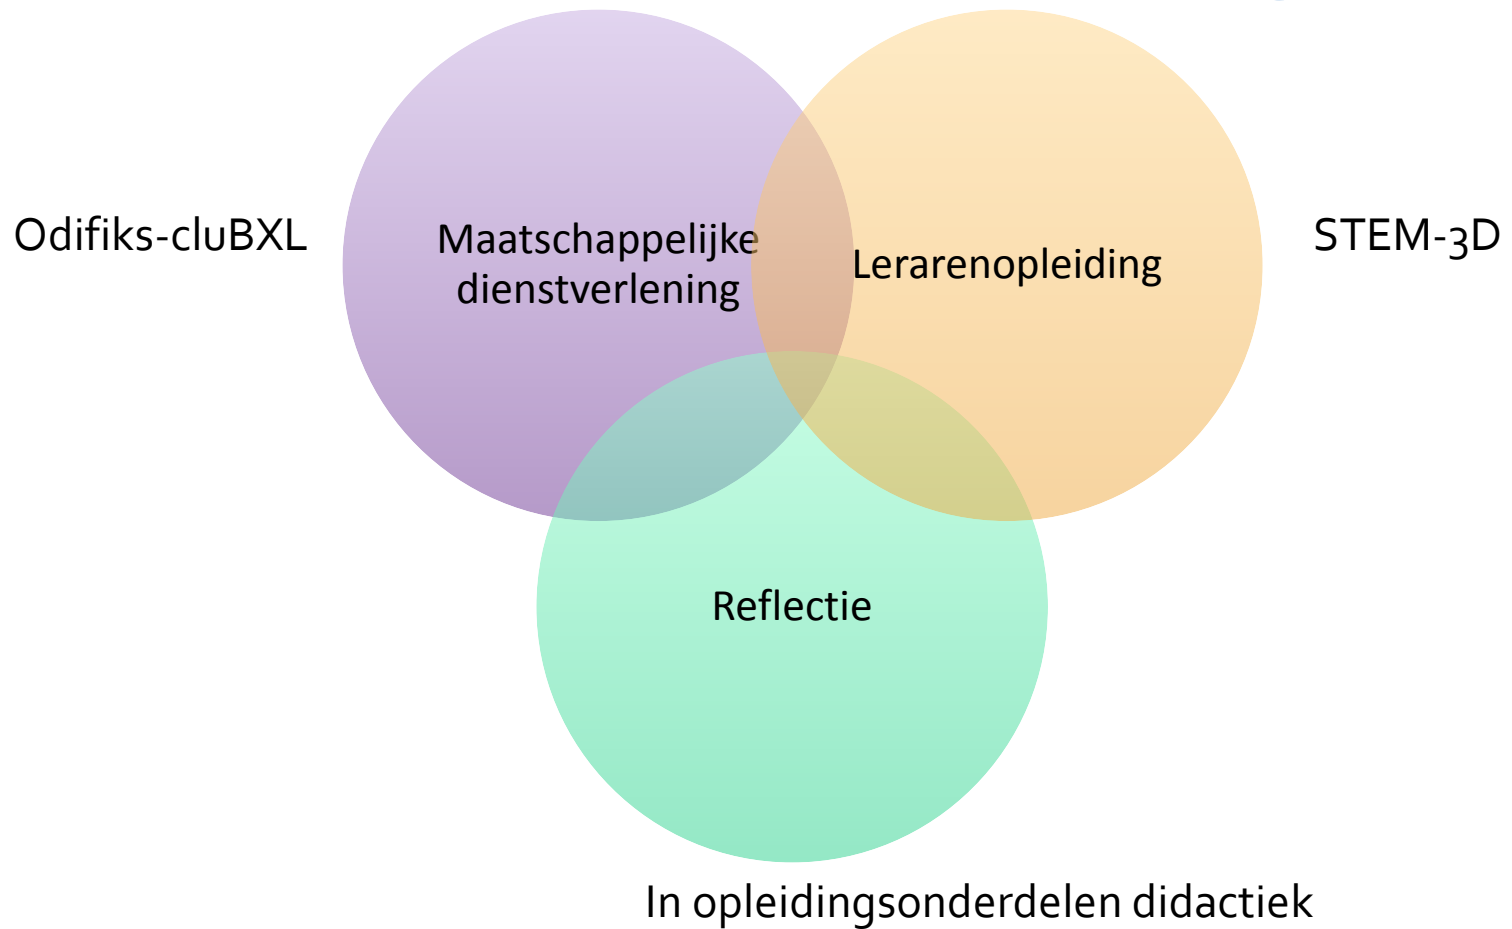 Odifiks-cluBXL
Maatschappelijke
dienstverlening
Lerarenopleiding
STEM-3D
Reflectie
In opleidingsonderdelen didactiek